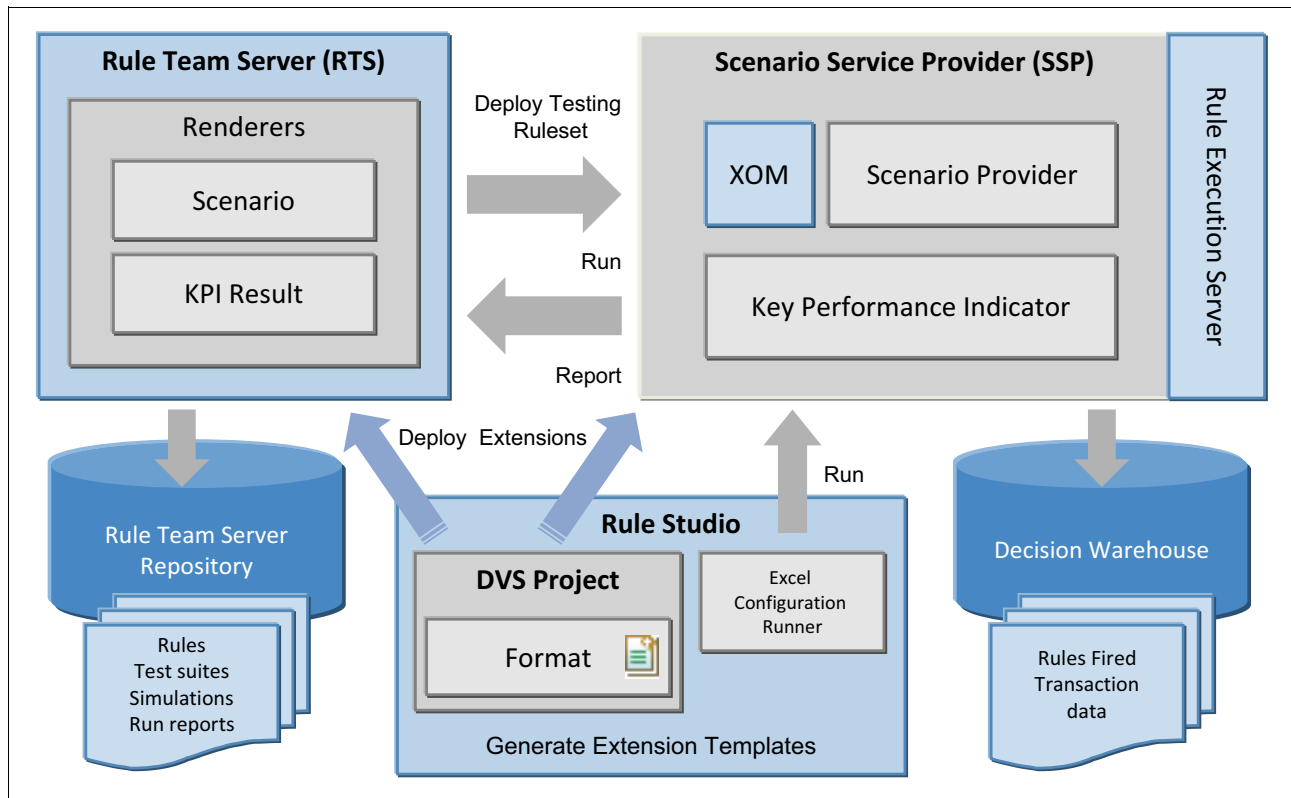 Rule Team Server (RTS)
Renderers
Scenario
KPI Result
Deploy Testing
Ruleset
Run
Report
Scenario Service Provider (SSP)
XOM
Scenario Provider
Key Performance Indicator
Rule Execution Server
Deploy Extensions
Run
Rule Team Server
Repository
Rules
Test suites
Simulations
Run reports
Rule Studio
DVS Project
Format
Excel
Configuration
Runner
Generate Extension Templates
Decision Warehouse
Rules Fired
Transaction
data